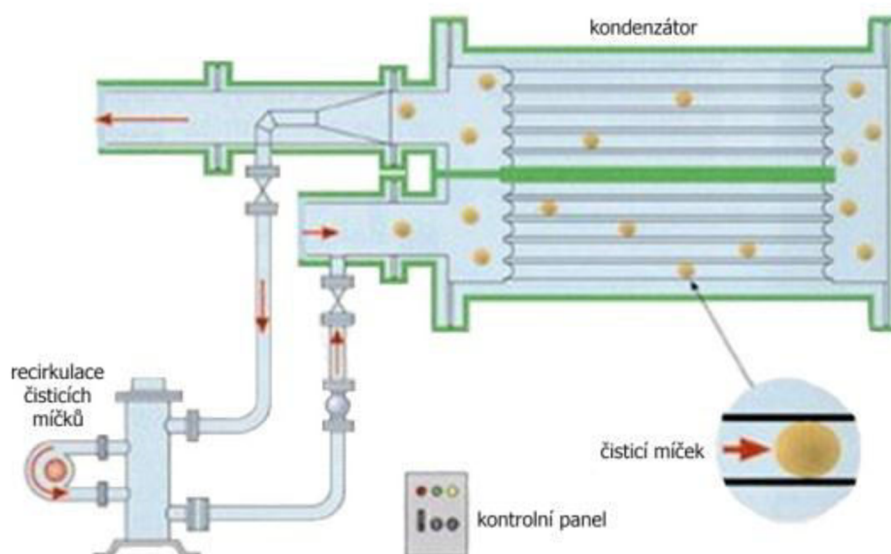 kondenzátor
recirkulace
čisticích
míčků
čisticí míček
kontrolní panel